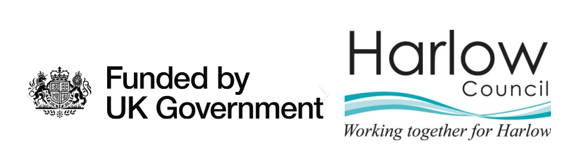 Funded by
UK Government
Harlow
Council
Working together for Harlow